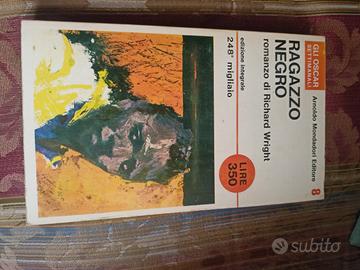 GLI OSCAR
SETTIMANALI
Arnoldo Mondadori Editore
8
RAGAZZO
NEGRO
romanzo di Richard Wright
edizione integrale
248° migliaio
LIRE
350
subito